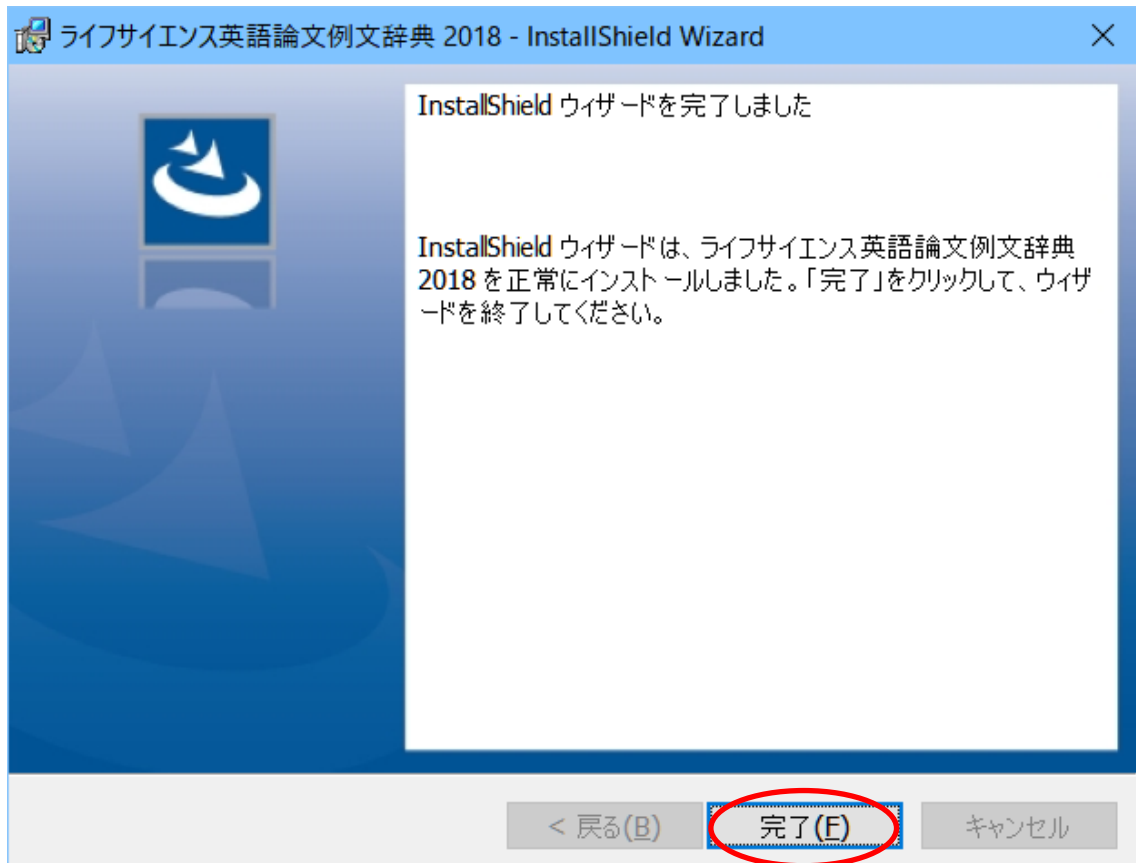 ライフサイエンス英語論文例文辞典 2018 - InstallShield Wizard
InstallShield ウィザードを完了しました
InstallShield ウィザードは、ライフサイエンス英語論文例文辞典
2018 を正常にインストールしました。「完了」をクリックして、ウィザ
ードを終了してください。
< 戻る(B) 完了(F) キャンセル